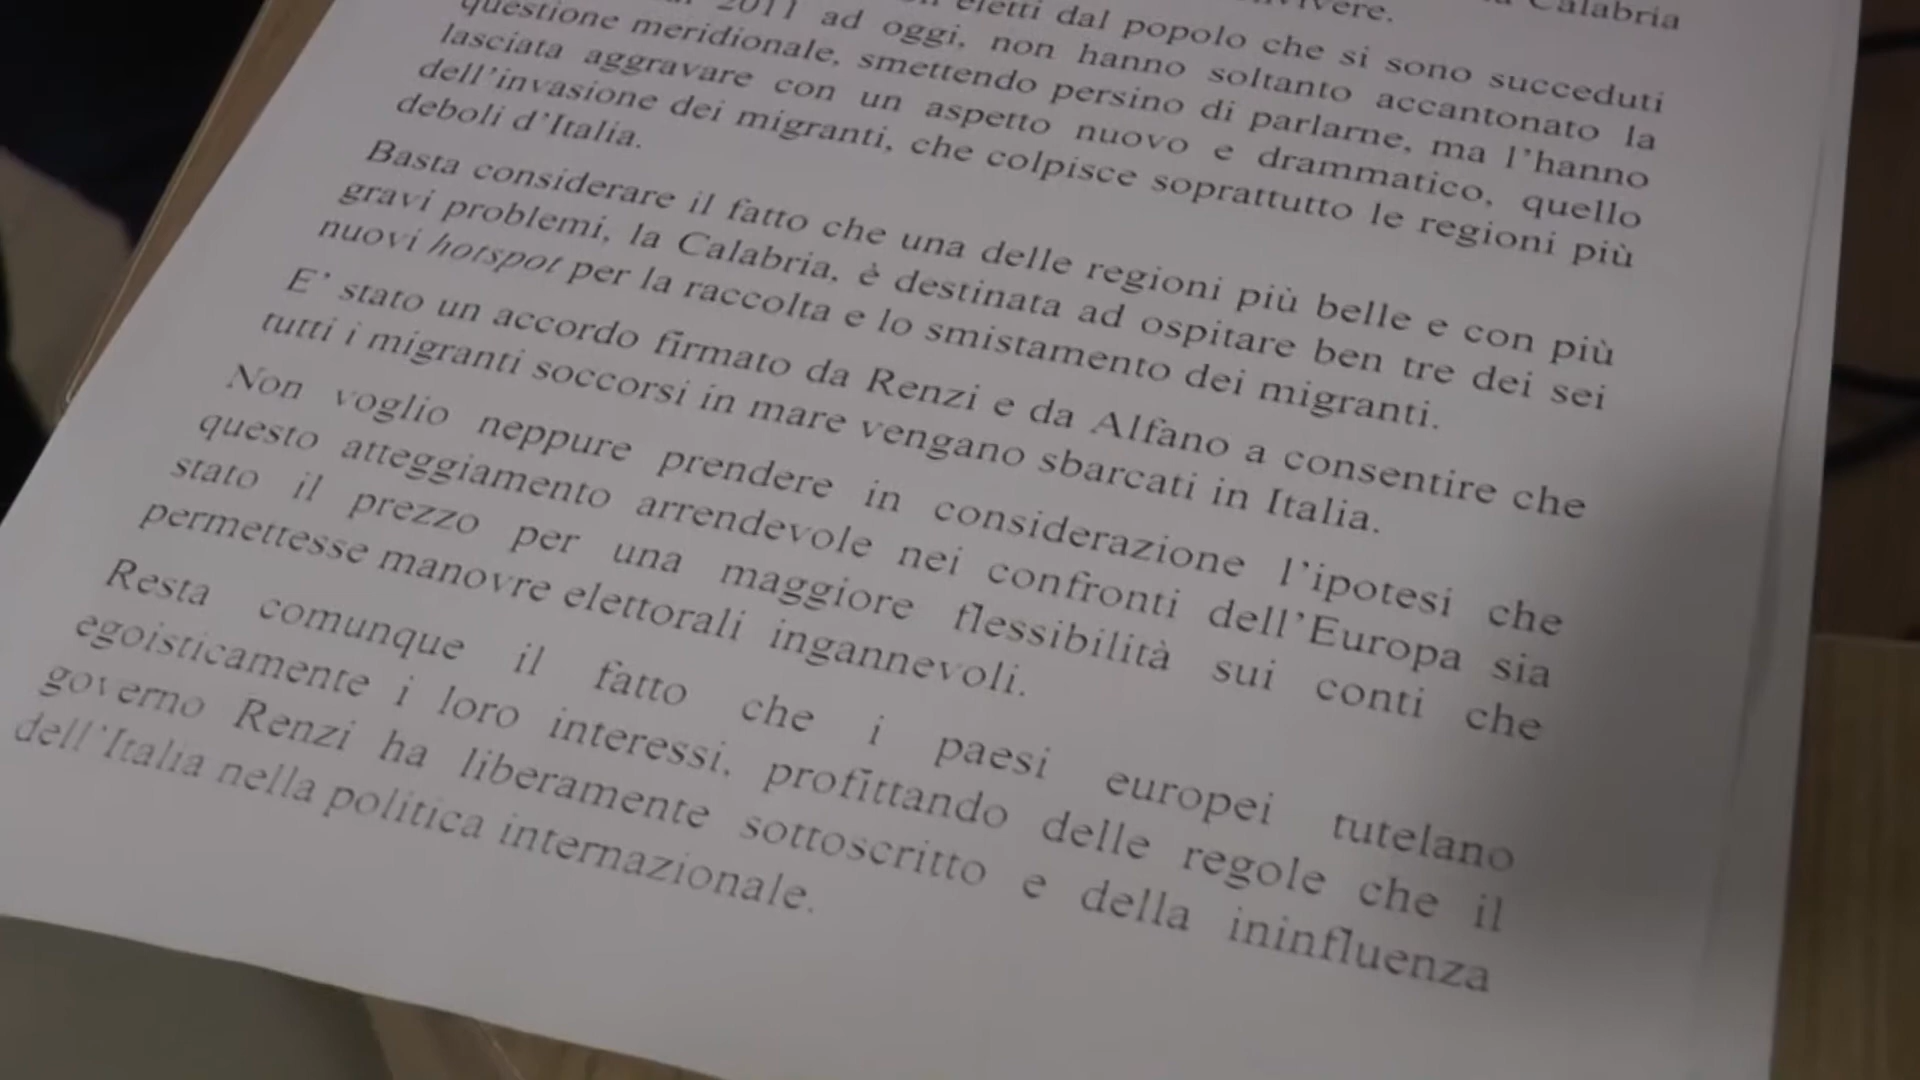 Calabria
vivere.
eletti dal popolo che si sono succeduti
2011 ad oggi, non hanno soltanto accantonato la
questione meridionale, smettendo persino di parlarne, ma l'hanno
lasciata aggravare con un aspetto nuovo e drammatico, quello
dell'invasione dei migranti, che colpisce soprattutto le regioni più
deboli d'Italia.
Basta considerare il fatto che una delle regioni più belle e con più
gravi problemi, la Calabria, è destinata ad ospitare ben tre dei sei
nuovi hotspot per la raccolta e lo smistamento dei migranti.
E' stato un accordo firmato da Renzi e da Alfano a consentire che
tutti i migranti soccorsi in mare vengano sbarcati in Italia.
Non voglio neppure prendere in considerazione l'ipotesi che
questo atteggiamento arrendevole nei confronti dell'Europa sia
stato il prezzo per una maggiore flessibilità sui conti che
permettesse manovre elettorali ingannevoli.
Resta comunque il fatto che i paesi europei tutelano
egoisticamente i loro interessi, profittando delle regole che il
governo Renzi ha liberamente sottoscritto e della ininfluenza
dell'Italia nella politica internazionale.